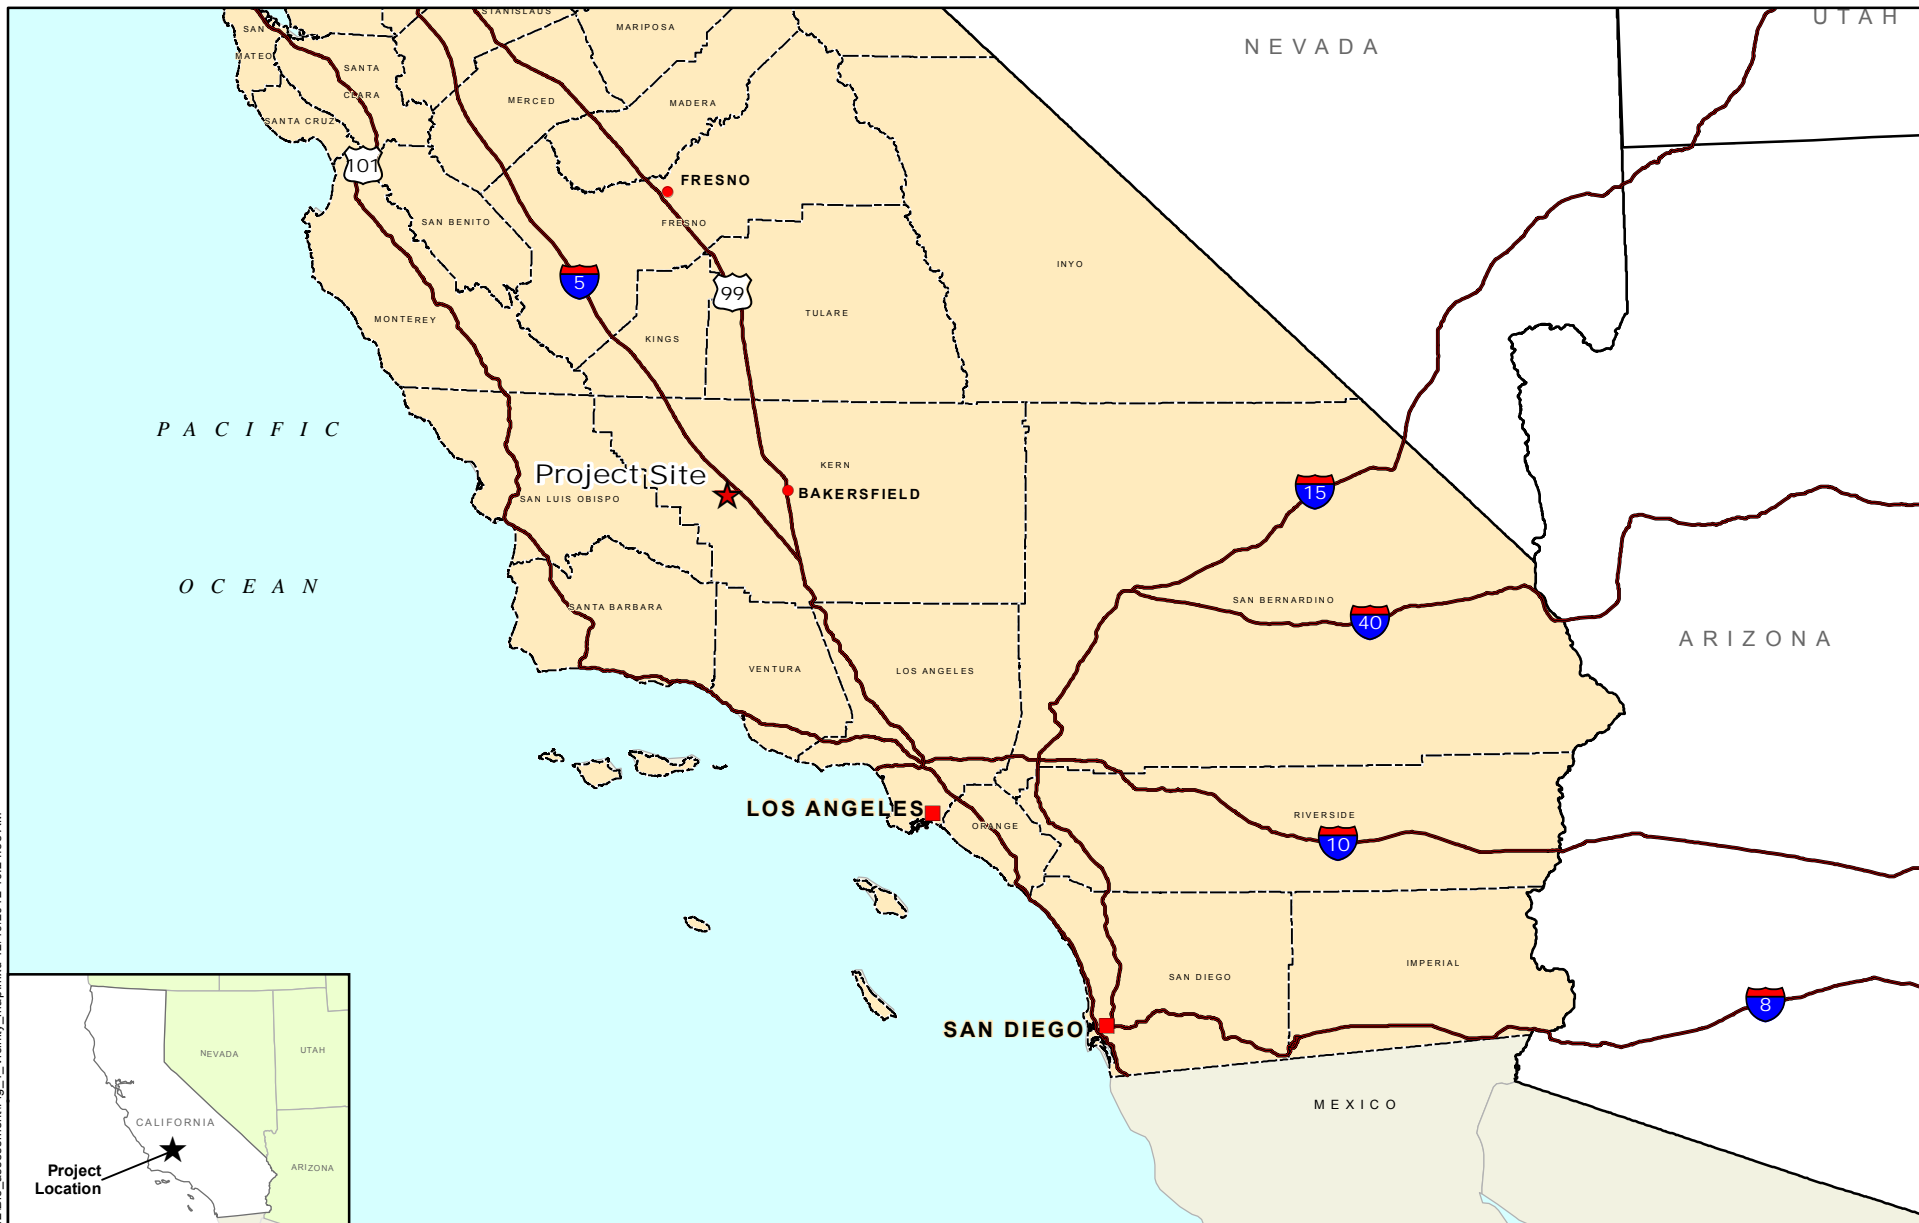 STANISLAUS
UTAH
SAN
MATEO
MARIPOSA
NEVADA
SANTA
CLARA
MERCED
MADERA
SANTA CRUZ
101
FRESNO
SAN BENITO
FRESNO
INYO
5
99
MONTEREY
KINGS
TULARE
PACIFIC
KERN
Project Site
SAN LUIS OBISPO
BAKERSFIELD
15
OCEAN
SANTA BARBARA
SAN BERNARDINO
40
ARIZONA
VENTURA
LOS ANGELES
LOS ANGELES
ORANGE
RIVERSIDE
10
SAN DIEGO
IMPERIAL
SAN DIEGO
8
MEXICO
NEVADA
UTAH
CALIFORNIA
ARIZONA
Project
Location